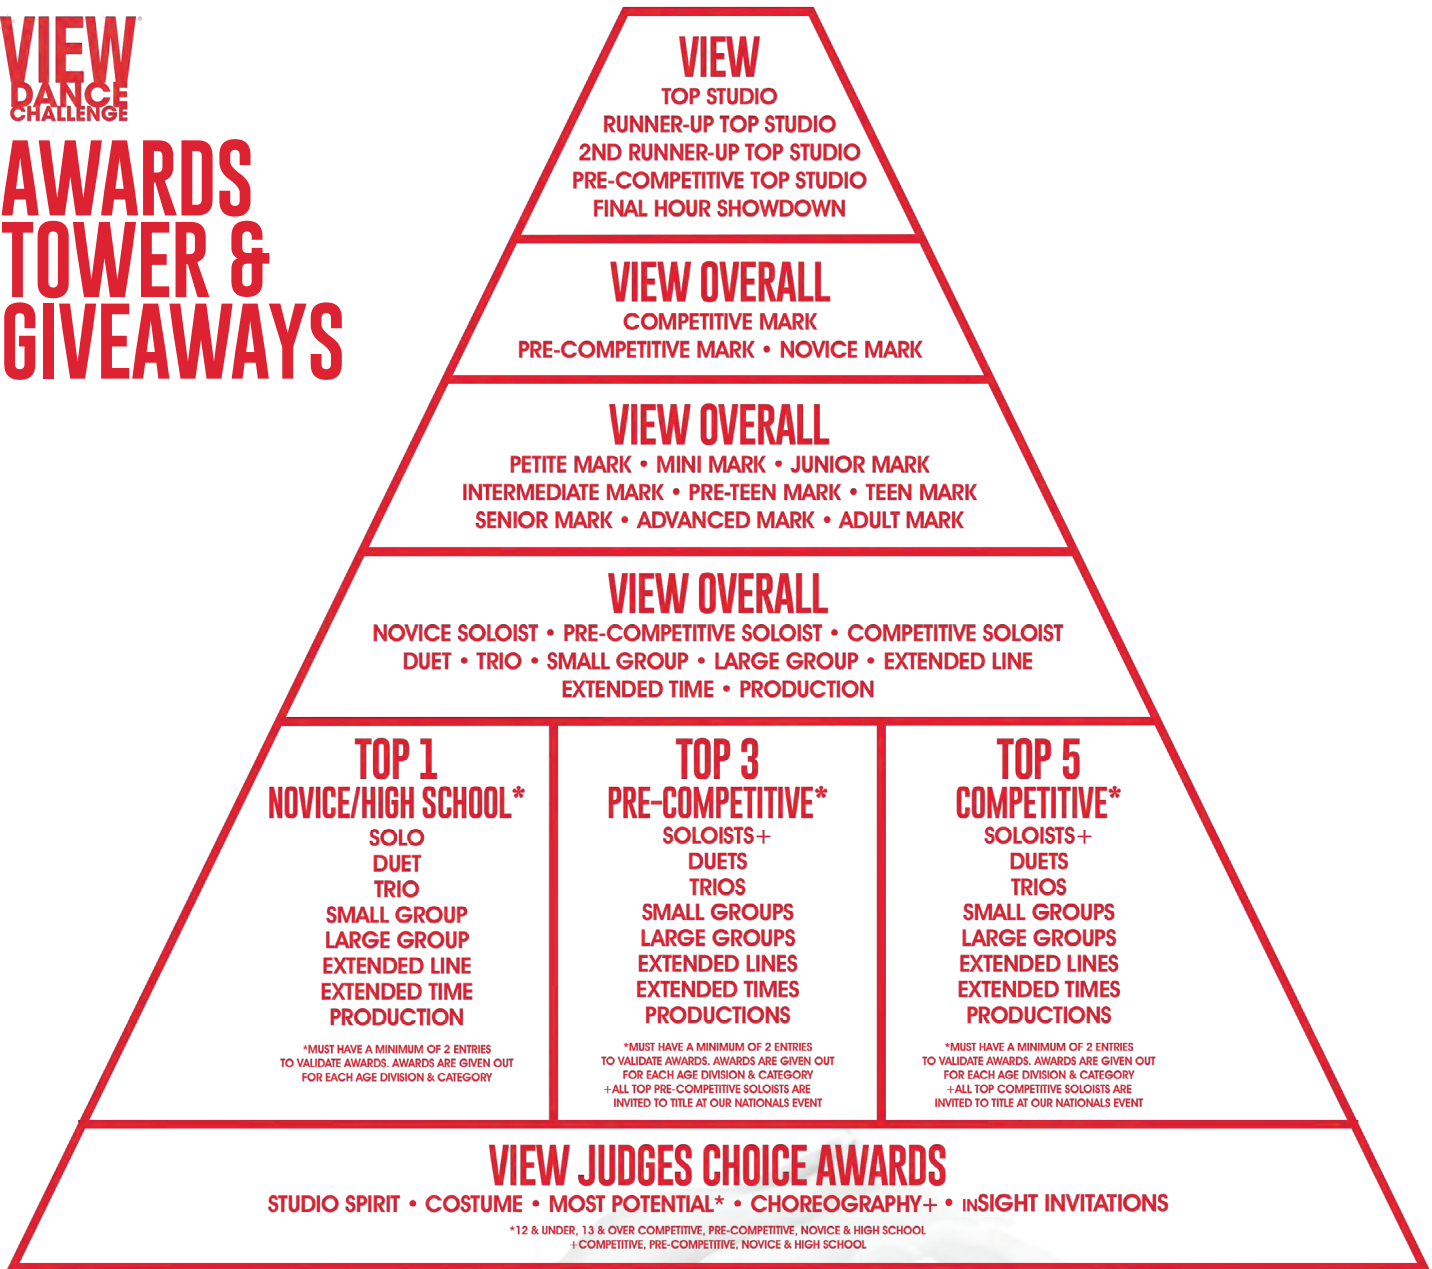 VIEW
DANCE
CHALLENGE
AWARDS
TOWER &
GIVEAWAYS
VIEW
TOP STUDIO
RUNNER-UP TOP STUDIO
2ND RUNNER-UP TOP STUDIO
PRE-COMPETITIVE TOP STUDIO
FINAL HOUR SHOWDOWN
VIEW OVERALL
COMPETITIVE MARK
PRE-COMPETITIVE MARK • NOVICE MARK
VIEW OVERALL
PETITE MARK • MINI MARK • JUNIOR MARK
INTERMEDIATE MARK • PRE-TEEN MARK • TEEN MARK
SENIOR MARK • ADVANCED MARK • ADULT MARK
VIEW OVERALL
NOVICE SOLOIST • PRE-COMPETITIVE SOLOIST • COMPETITIVE SOLOIST
DUET • TRIO • SMALL GROUP • LARGE GROUP • EXTENDED LINE
EXTENDED TIME • PRODUCTION
TOP 1
NOVICE/HIGH SCHOOL*
SOLO
DUET
TRIO
SMALL GROUP
LARGE GROUP
EXTENDED LINE
EXTENDED TIME
PRODUCTION
*MUST HAVE A MINIMUM OF 2 ENTRIES
TO VALIDATE AWARDS. AWARDS ARE GIVEN OUT
FOR EACH AGE DIVISION & CATEGORY
TOP 3
PRE-COMPETITIVE*
SOLOISTS+
DUETS
TRIOS
SMALL GROUPS
LARGE GROUPS
EXTENDED LINES
EXTENDED TIMES
PRODUCTIONS
*MUST HAVE A MINIMUM OF 2 ENTRIES
TO VALIDATE AWARDS. AWARDS ARE GIVEN OUT
FOR EACH AGE DIVISION & CATEGORY
+ALL TOP PRE-COMPETITIVE SOLOISTS ARE
INVITED TO TITLE AT OUR NATIONALS EVENT
TOP 5
COMPETITIVE*
SOLOISTS+
DUETS
TRIOS
SMALL GROUPS
LARGE GROUPS
EXTENDED LINES
EXTENDED TIMES
PRODUCTIONS
*MUST HAVE A MINIMUM OF 2 ENTRIES
TO VALIDATE AWARDS. AWARDS ARE GIVEN OUT
FOR EACH AGE DIVISION & CATEGORY
+ALL TOP COMPETITIVE SOLOISTS ARE
INVITED TO TITLE AT OUR NATIONALS EVENT
VIEW JUDGES CHOICE AWARDS
STUDIO SPIRIT • COSTUME • MOST POTENTIAL* • CHOREOGRAPHY+ • INSIGHT INVITATIONS
*12 & UNDER, 13 & OVER COMPETITIVE, PRE-COMPETITIVE, NOVICE & HIGH SCHOOL
+COMPETITIVE, PRE-COMPETITIVE, NOVICE & HIGH SCHOOL